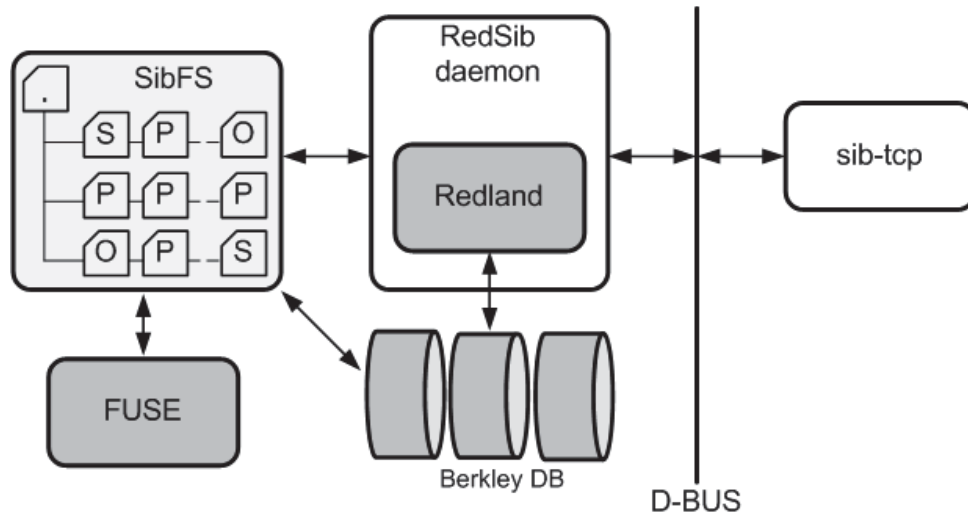 SibFS
.
S P O
P P P
O P S
FUSE
RedSib
daemon
Redland
Berkley DB
D-BUS
sib-tcp